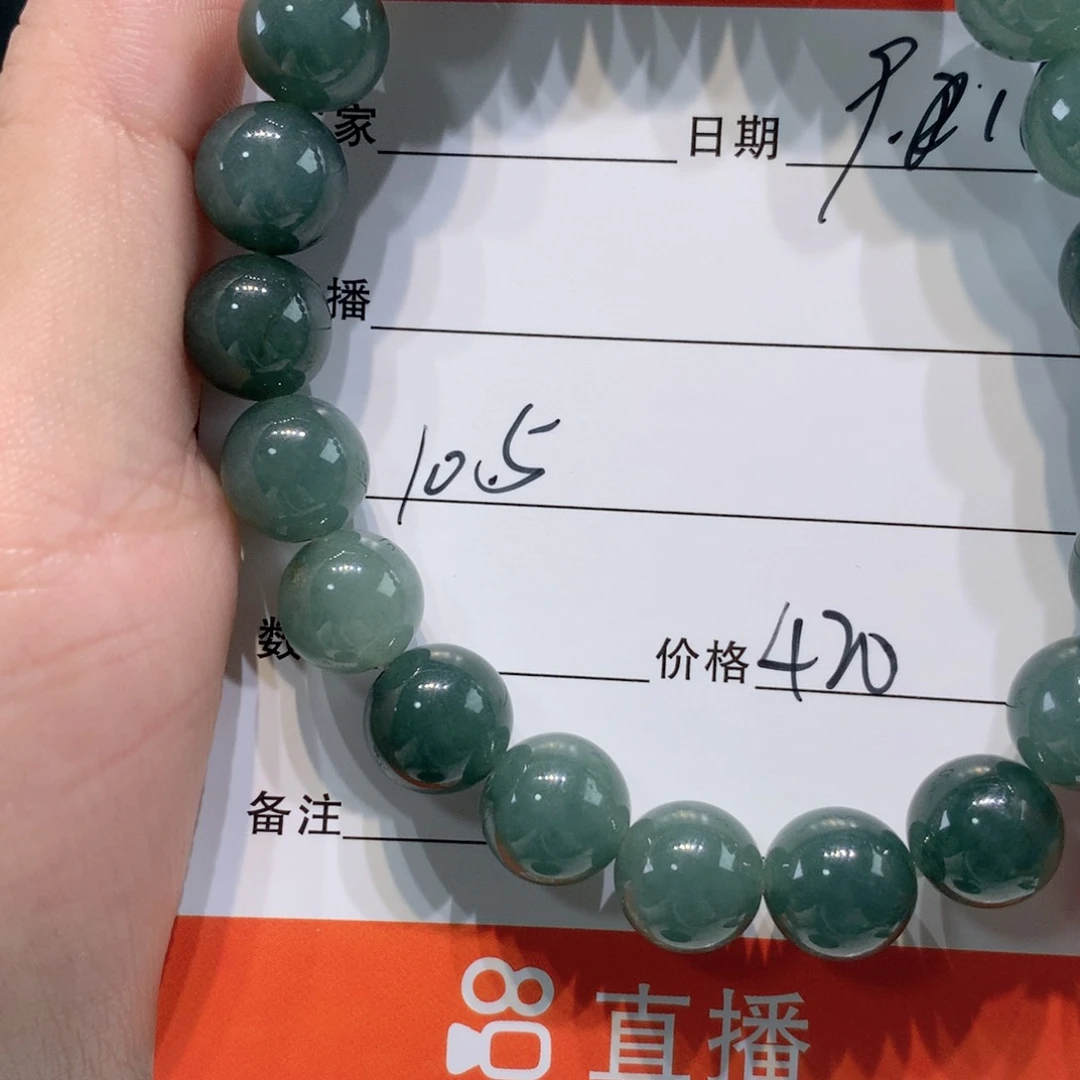 家 日期
播
10.5
数 价格 420
备注
直播